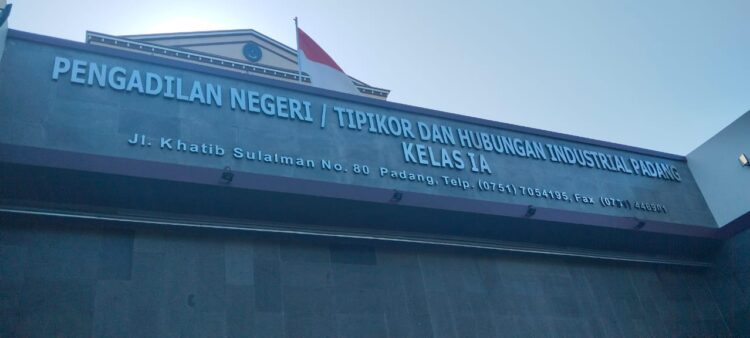 PENGADILAN NEGERI / TIPIKOR DAN HUBUNGAN INDUSTRIAL PADANG
KELAS IA
Jl. Khatib Sulaiman No. 80 Padang, Telp. (0751) 7054195, Fax